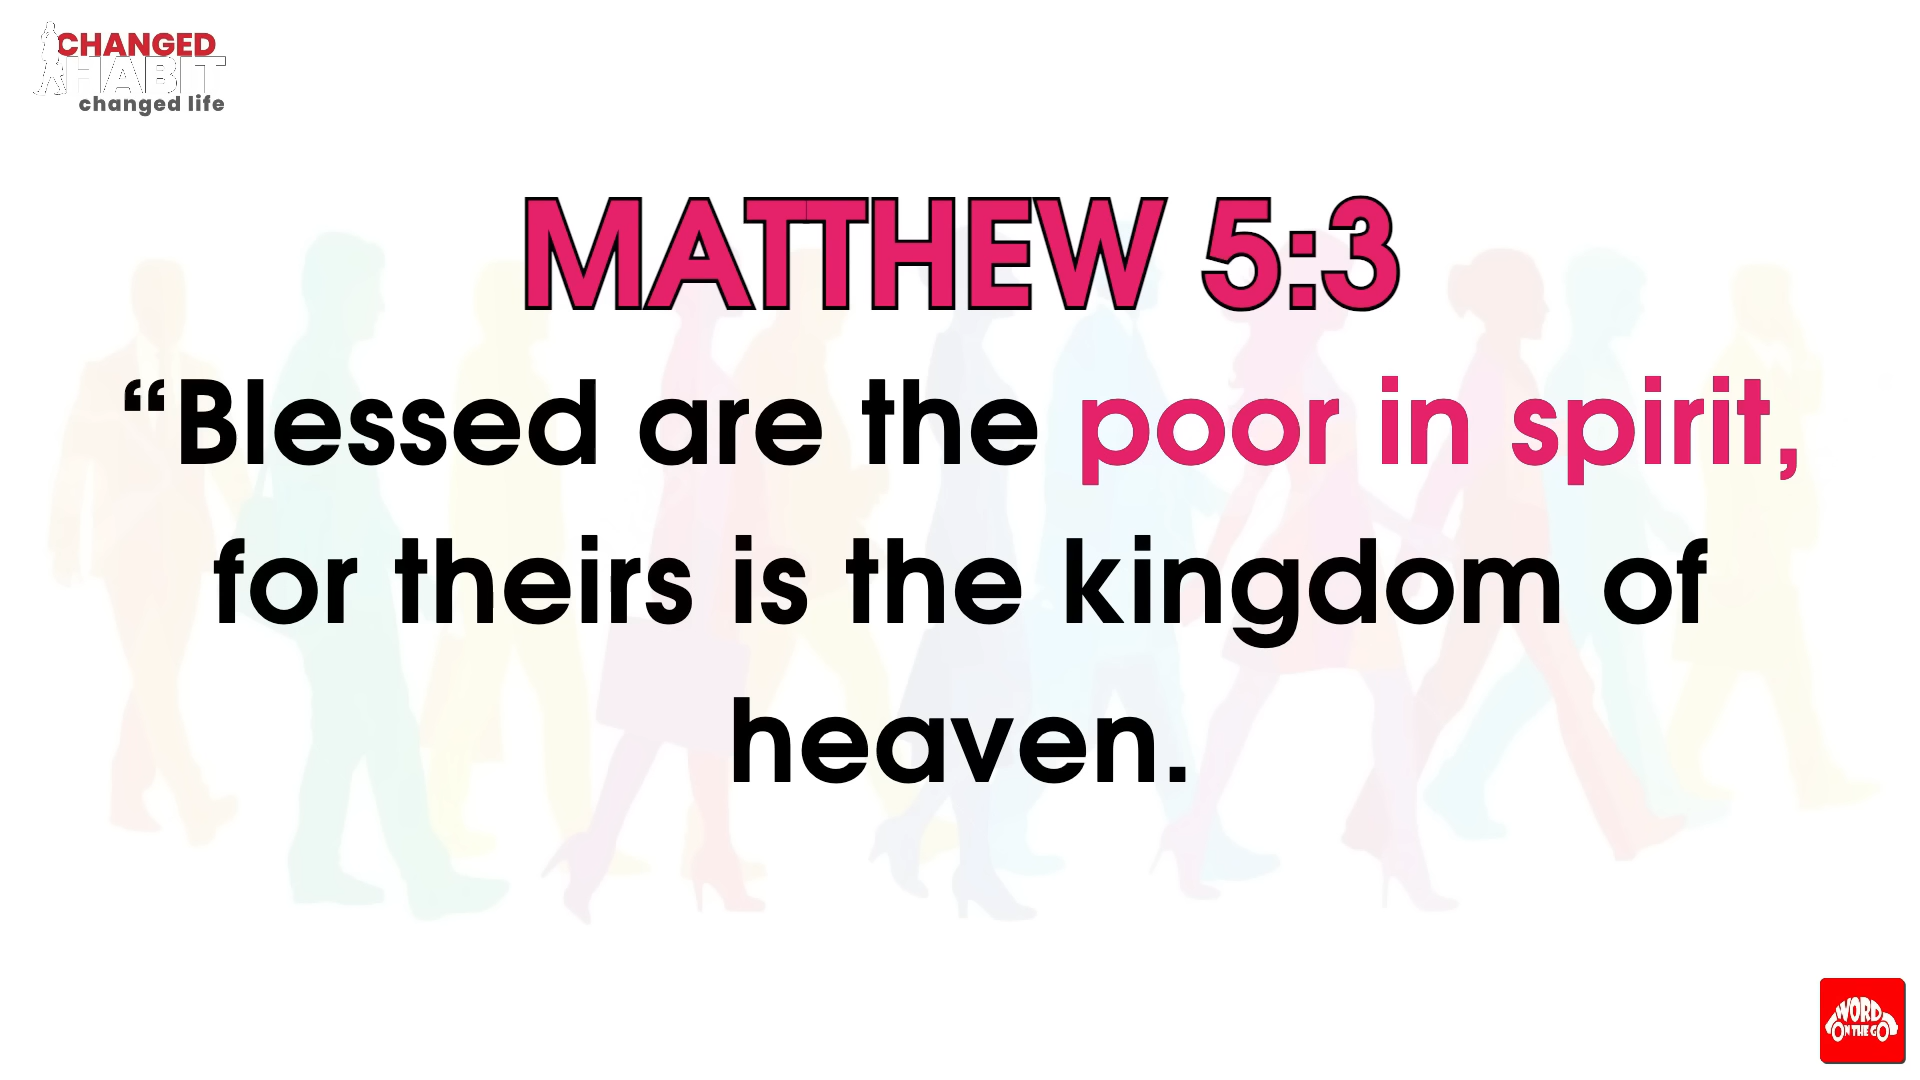 CHANGED
HABIT
changed life
MATTHEW 5:3
“Blessed are the poor in spirit,
for theirs is the kingdom of
heaven.
WORD
ON THE GO